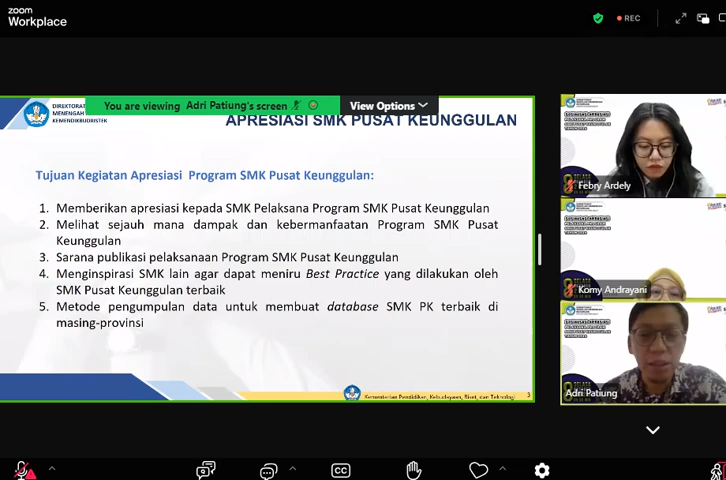 zoom
Workplace
REC
DIREKTORAT
MENENGAH
KEMENDIKBUDRISTEK
You are viewing Adri Patiung's screen
View Options
APRESIASI SMK PUSAT KEUNGGULAN
Tujuan Kegiatan Apresiasi Program SMK Pusat Keunggulan:
1. Memberikan apresiasi kepada SMK Pelaksana Program SMK Pusat Keunggulan
2. Melihat sejauh mana dampak dan kebermanfaatan Program SMK Pusat
Keunggulan
3. Sarana publikasi pelaksanaan Program SMK Pusat Keunggulan
4. Menginspirasi SMK lain agar dapat meniru Best Practice yang dilakukan oleh
SMK Pusat Keunggulan terbaik
5. Metode pengumpulan data untuk membuat database SMK PK terbaik di
masing-provinsi
Kementerian Pendidikan, Kebudayaan, Riset, dan Teknologi
3
Febry Ardely
Komy Andrayani
Adri Patiung
CC